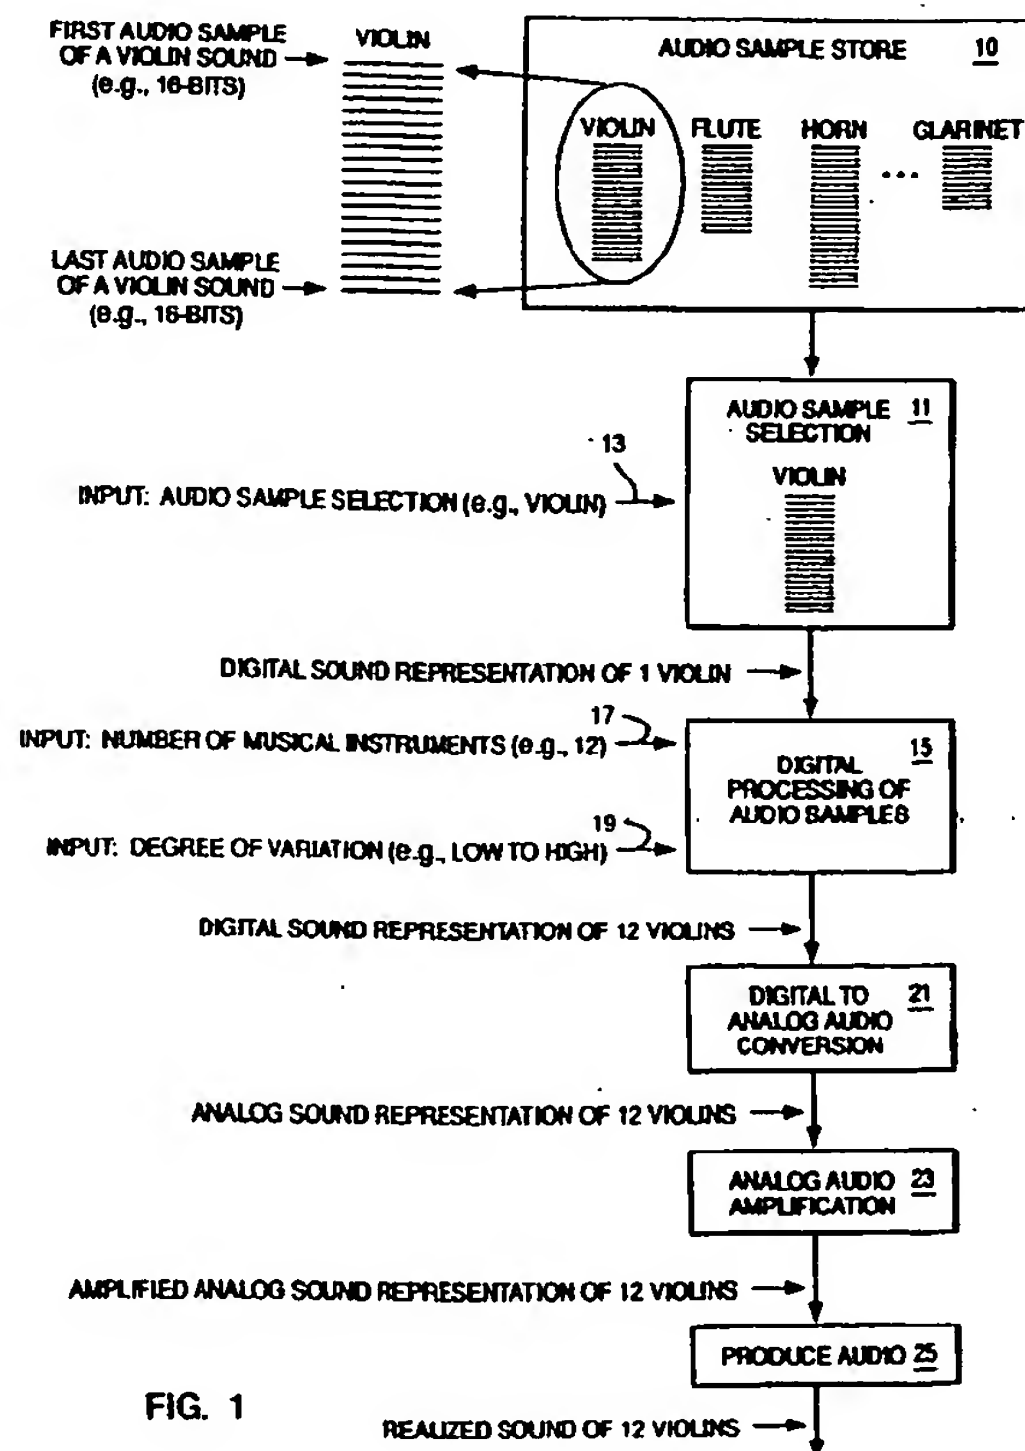 FIRST AUDIO SAMPLE
OF A VIOLIN SOUND
(e.g., 16-BITS)
VIOLIN
LAST AUDIO SAMPLE
OF A VIOLIN SOUND
(e.g., 16-BITS)
AUDIO SAMPLE STORE 10
VIOLIN FLUTE HORN ... CLARINET
AUDIO SAMPLE 11
SELECTION
VIOLIN
13
INPUT: AUDIO SAMPLE SELECTION (e.g., VIOLIN)
DIGITAL SOUND REPRESENTATION OF 1 VIOLIN
17
INPUT: NUMBER OF MUSICAL INSTRUMENTS (e.g., 12)
19
INPUT: DEGREE OF VARIATION (e.g., LOW TO HIGH)
15
DIGITAL
PROCESSING OF
AUDIO SAMPLES
DIGITAL SOUND REPRESENTATION OF 12 VIOLINS
DIGITAL TO 21
ANALOG AUDIO
CONVERSION
ANALOG SOUND REPRESENTATION OF 12 VIOLINS
ANALOG AUDIO 23
AMPLIFICATION
AMPLIFIED ANALOG SOUND REPRESENTATION OF 12 VIOLINS
PRODUCE AUDIO 25
REALIZED SOUND OF 12 VIOLINS
FIG. 1